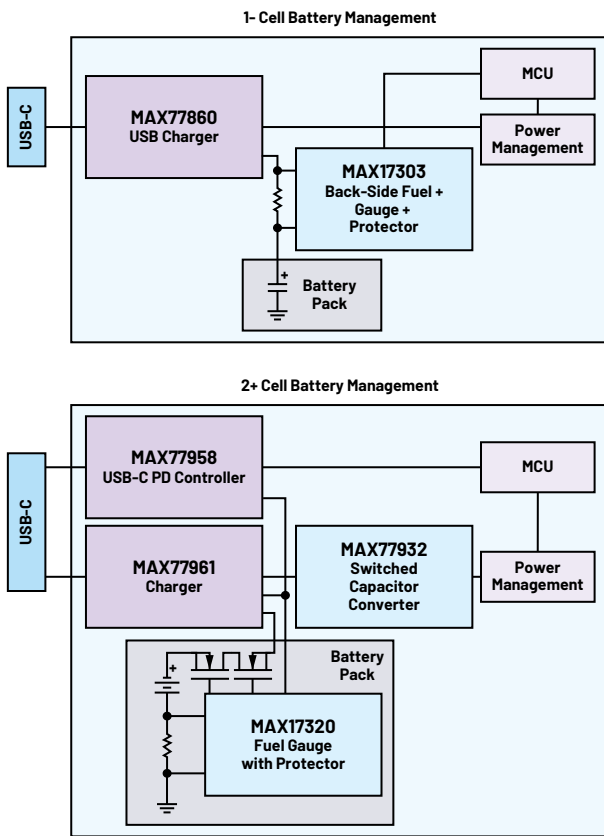 1- Cell Battery Management
USB-C
MAX77860
USB Charger
MCU
Power
Management
MAX17303
Back-Side Fuel +
Gauge +
Protector
+
Battery
Pack
2+ Cell Battery Management
USB-C
MAX77958
USB-C PD Controller
MCU
MAX77961
Charger
MAX77932
Switched
Capacitor
Converter
Power
Management
Battery
Pack
+
MAX17320
Fuel Gauge
with Protector